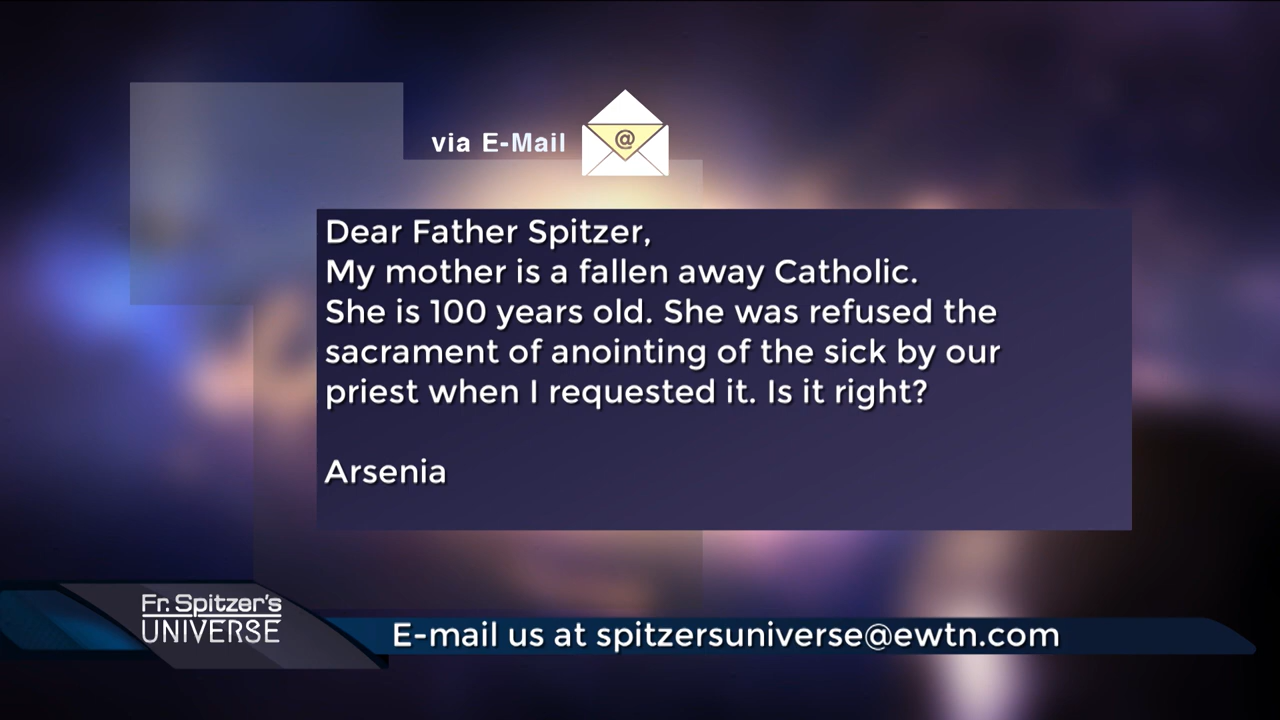 via E-Mail
@
Dear Father Spitzer,
My mother is a fallen away Catholic.
She is 100 years old. She was refused the
sacrament of anointing of the sick by our
priest when I requested it. Is it right?
Arsenia
Fr. Spitzer's
UNIVERSE
E-mail us at spitzersuniverse@ewtn.com